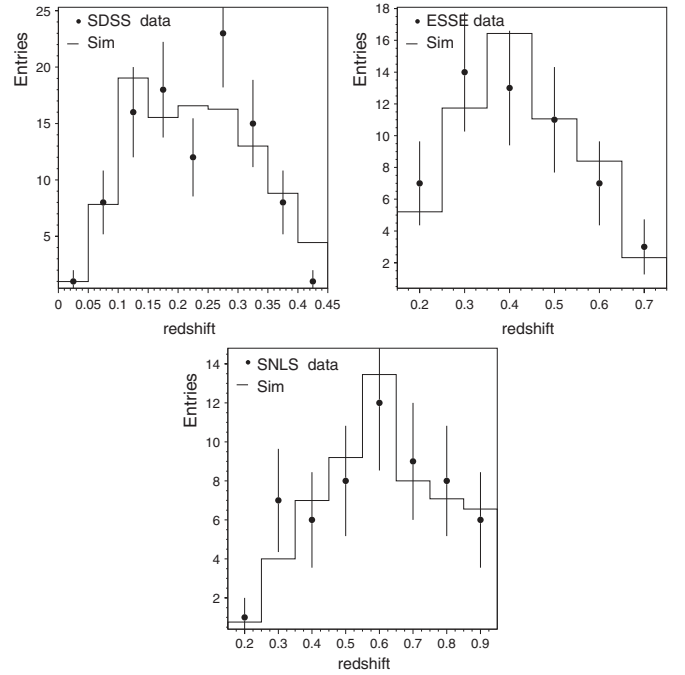 SDSS data
Sim
Entries
25
20
15
10
5
0 0.05 0.1 0.15 0.2 0.25 0.3 0.35 0.4 0.45
redshift
ESSE data
Sim
Entries
18
16
14
12
10
8
6
4
2
0.2 0.3 0.4 0.5 0.6 0.7
redshift
SNLS data
Sim
Entries
14
12
10
8
6
4
2
0.2 0.3 0.4 0.5 0.6 0.7 0.8 0.9
redshift